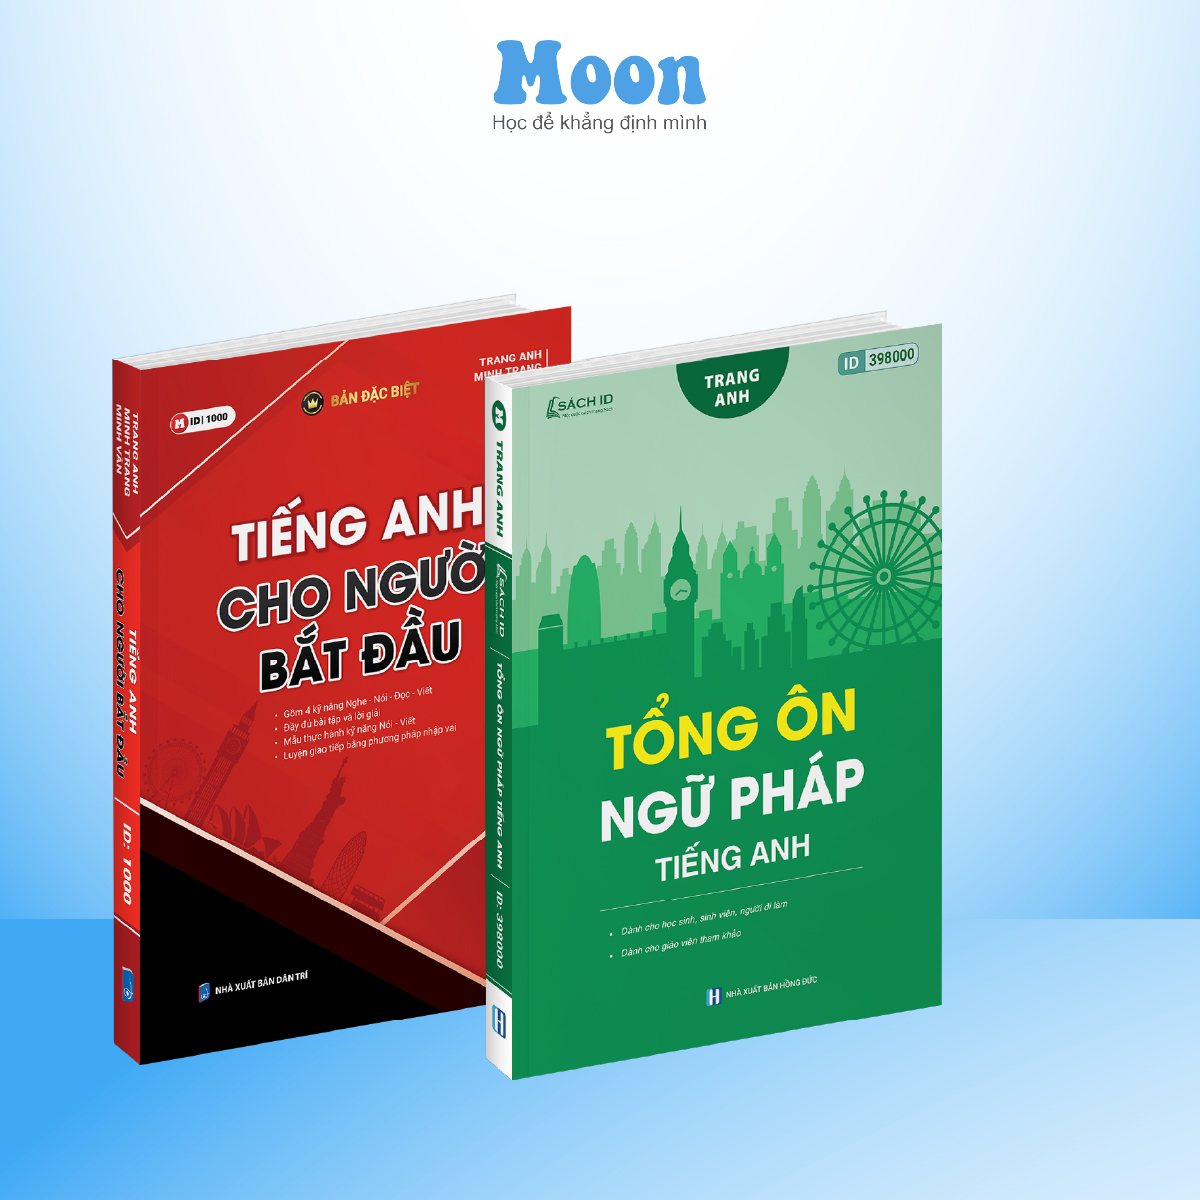 Moon
Học để khẳng định mình
TRANG ANH
MINH TRANG
MINH VÂN
TIẾNG ANH
CHO NGƯỜI BẮT ĐẦU
ID: 1000
M ID | 1000
BẢN ĐẶC BIỆT
TRANG ANH
MINH TRANG
TIẾNG ANH
CHO NGƯỜ
BẮT ĐẦU
• Gồm 4 kỹ năng Nghe - Nói - Đọc - Viết
• Đầy đủ bài tập và lời giải
• Mẫu thực hành kỹ năng Nói - Viết
• Luyện giao tiếp bằng phương pháp nhập vai
NHÀ XUẤT BẢN DÂN TRÍ
M TRANG ANH
SÁCH ID
TỔNG ÔN NGỮ PHÁP TIẾNG ANH
ID: 398000
H
SÁCH ID
TRANG
ANH
ID 398000
TỔNG ÔN
NGỮ PHÁP
TIẾNG ANH
• Dành cho học sinh, sinh viên, người đi làm
• Dành cho giáo viên tham khảo
H NHÀ XUẤT BẢN HỒNG ĐỨC